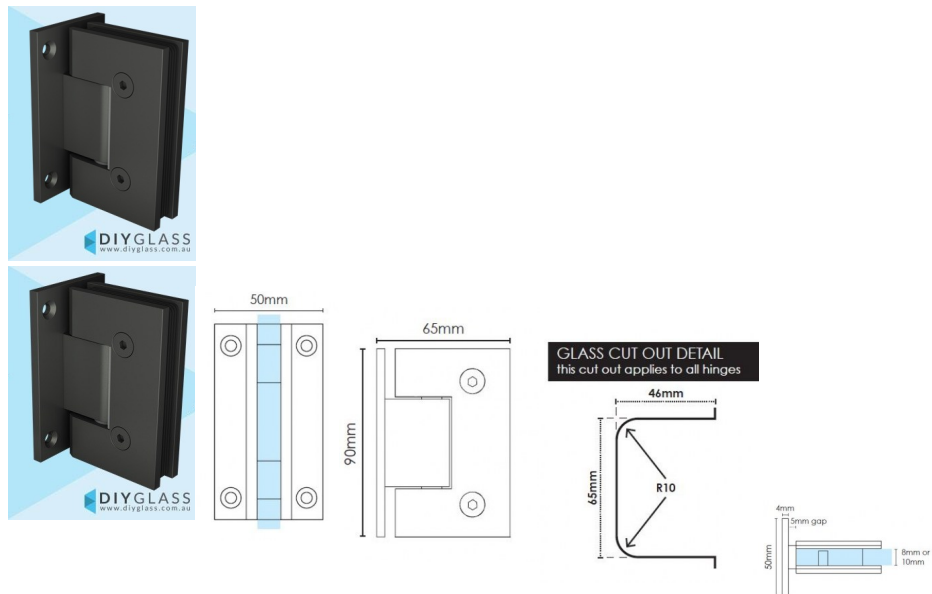 DIYGLASS
www.diyglass.com.au
DIYGLASS
www.diyglass.com.au
50mm
65mm
90mm
GLASS CUT OUT DETAIL
this cut out applies to all hinges
46mm
65mm
R10
4mm
5mm gap
50mm
8mm or
10mm